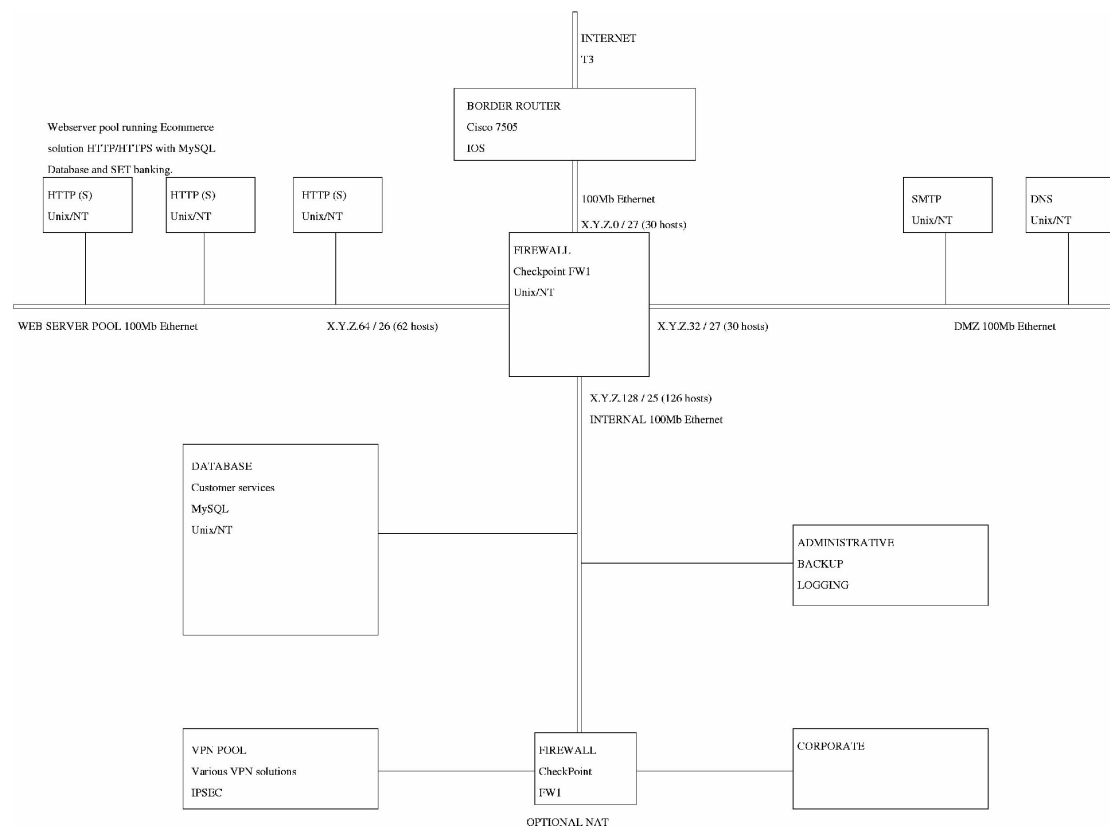 INTERNET
T3
BORDER ROUTER
Cisco 7505
IOS
Webserver pool running Ecommerce
solution HTTP/HTTPS with MySQL
Database and SET banking.
HTTP (S)
Unix/NT
HTTP (S)
Unix/NT
HTTP (S)
Unix/NT
100Mb Ethernet
X.Y.Z.0 / 27 (30 hosts)
SMTP
Unix/NT
DNS
Unix/NT
FIREWALL
Checkpoint FW1
Unix/NT
WEB SERVER POOL 100Mb Ethernet
X.Y.Z.64 / 26 (62 hosts)
X.Y.Z.32 / 27 (30 hosts)
DMZ 100Mb Ethernet
X.Y.Z.128 / 25 (126 hosts)
INTERNAL 100Mb Ethernet
DATABASE
Customer services
MySQL
Unix/NT
ADMINISTRATIVE
BACKUP
LOGGING
VPN POOL
Various VPN solutions
IPSEC
FIREWALL
CheckPoint
FW1
CORPORATE
OPTIONAL NAT